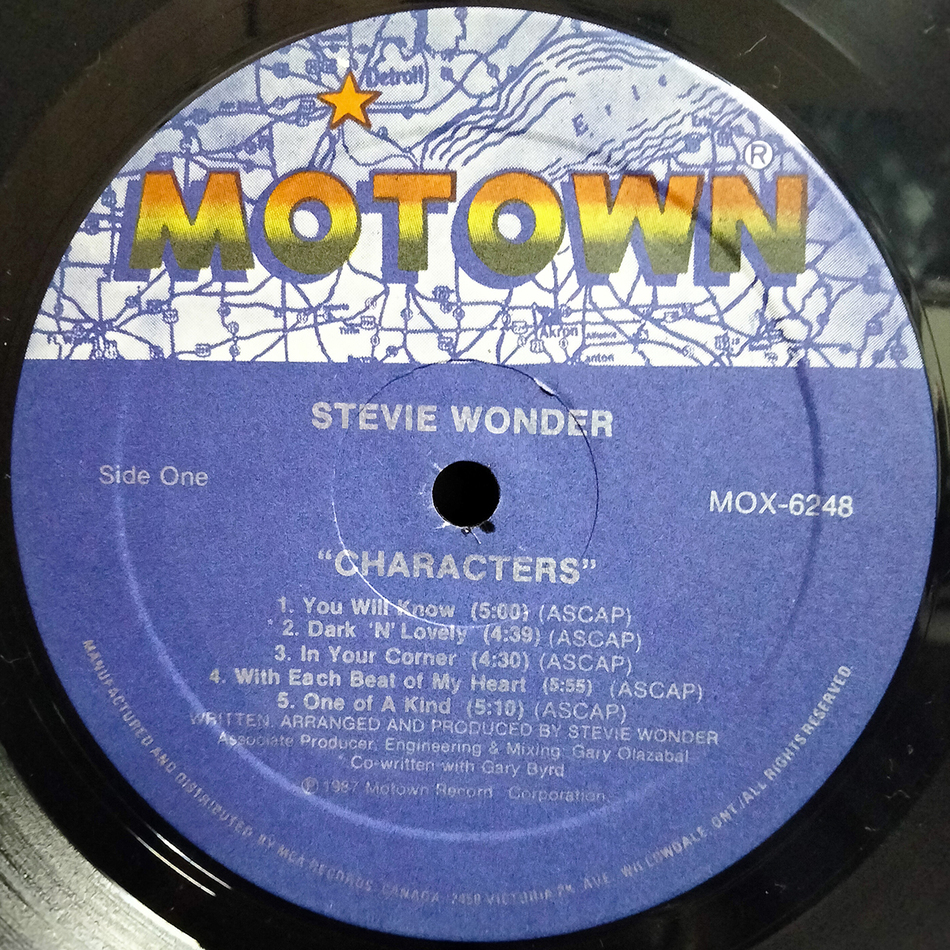 Detroit
Erie
®
MOTOWN
Akron
anton
STEVIE WONDER
Side One
MOX-6248
"CHARACTERS"
1. You Will Know (5:00) (ASCAP)
* 2. Dark 'N' Lovely (4:39) (ASCAP)
3. In Your Corner (4:30) (ASCAP)
4. With Each Beat of My Heart (5:55) (ASCAP)
5. One of A Kind (5:10) (ASCAP)
WRITTEN, ARRANGED AND PRODUCED BY STEVIE WONDER
Associate Producer, Engineering & Mixing: Gary Olazabal
* Co-written with Gary Byrd
℗ 1987 Motown Record Corporation
MANUFACTURED AND DISTRIBUTED BY MCA RECORDS, CANADA, 2450 VICTORIA PK. AVE. WILLOWDALE, ONT./ALL RIGHTS RESERVED.